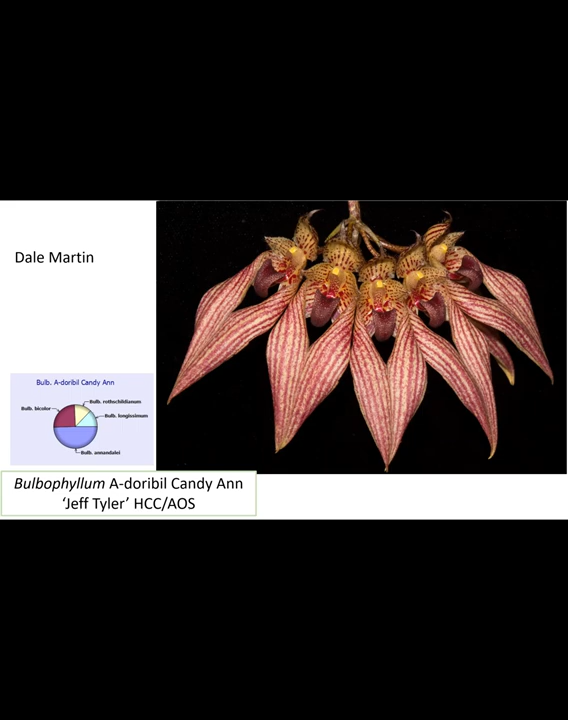 Dale Martin
Bulb. A-doribil Candy Ann
Bulb. rothschildianum
Bulb. bicolor
Bulb. longissimum
Bulb. annandalei
Bulbophyllum A-doribil Candy Ann
‘Jeff Tyler’ HCC/AOS